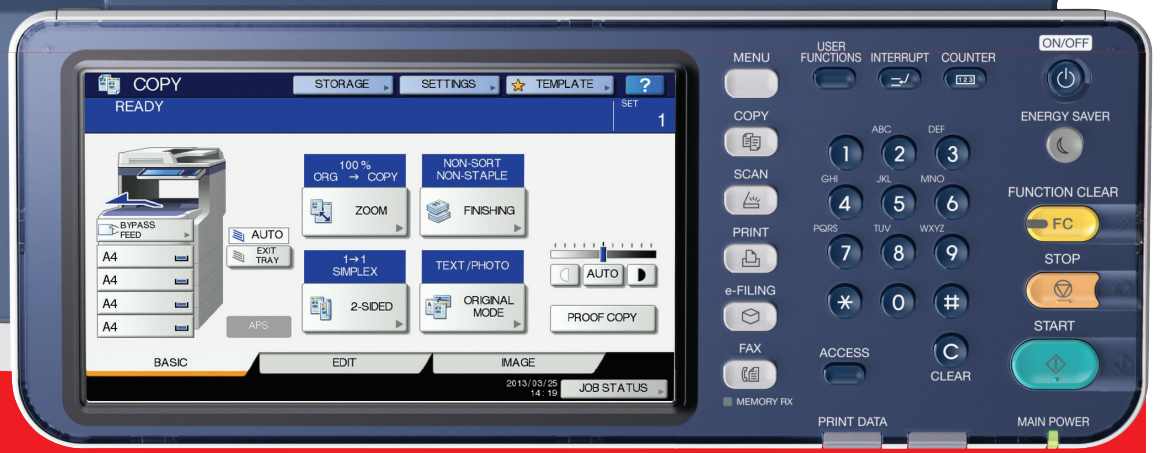 COPY
STORAGE
SETTINGS
TEMPLATE
?
READY
SET
1
100 %
ORG → COPY
ZOOM
NON-SORT
NON-STAPLE
FINISHING
BYPASS
FEED
A4
A4
A4
A4
AUTO
EXIT
TRAY
APS
1→1
SIMPLEX
2-SIDED
TEXT/PHOTO
ORIGINAL
MODE
AUTO
PROOF COPY
BASIC
EDIT
IMAGE
2013/03/25
14:19
JOB STATUS
MENU
COPY
SCAN
PRINT
e-FILING
FAX
MEMORY RX
USER
FUNCTIONS
INTERRUPT
COUNTER
123
1
ABC
2
DEF
3
GHI
4
JKL
5
MNO
6
PQRS
7
TUV
8
WXYZ
9
*
0
#
ACCESS
C
CLEAR
PRINT DATA
ON/OFF
ENERGY SAVER
FUNCTION CLEAR
FC
STOP
START
MAIN POWER